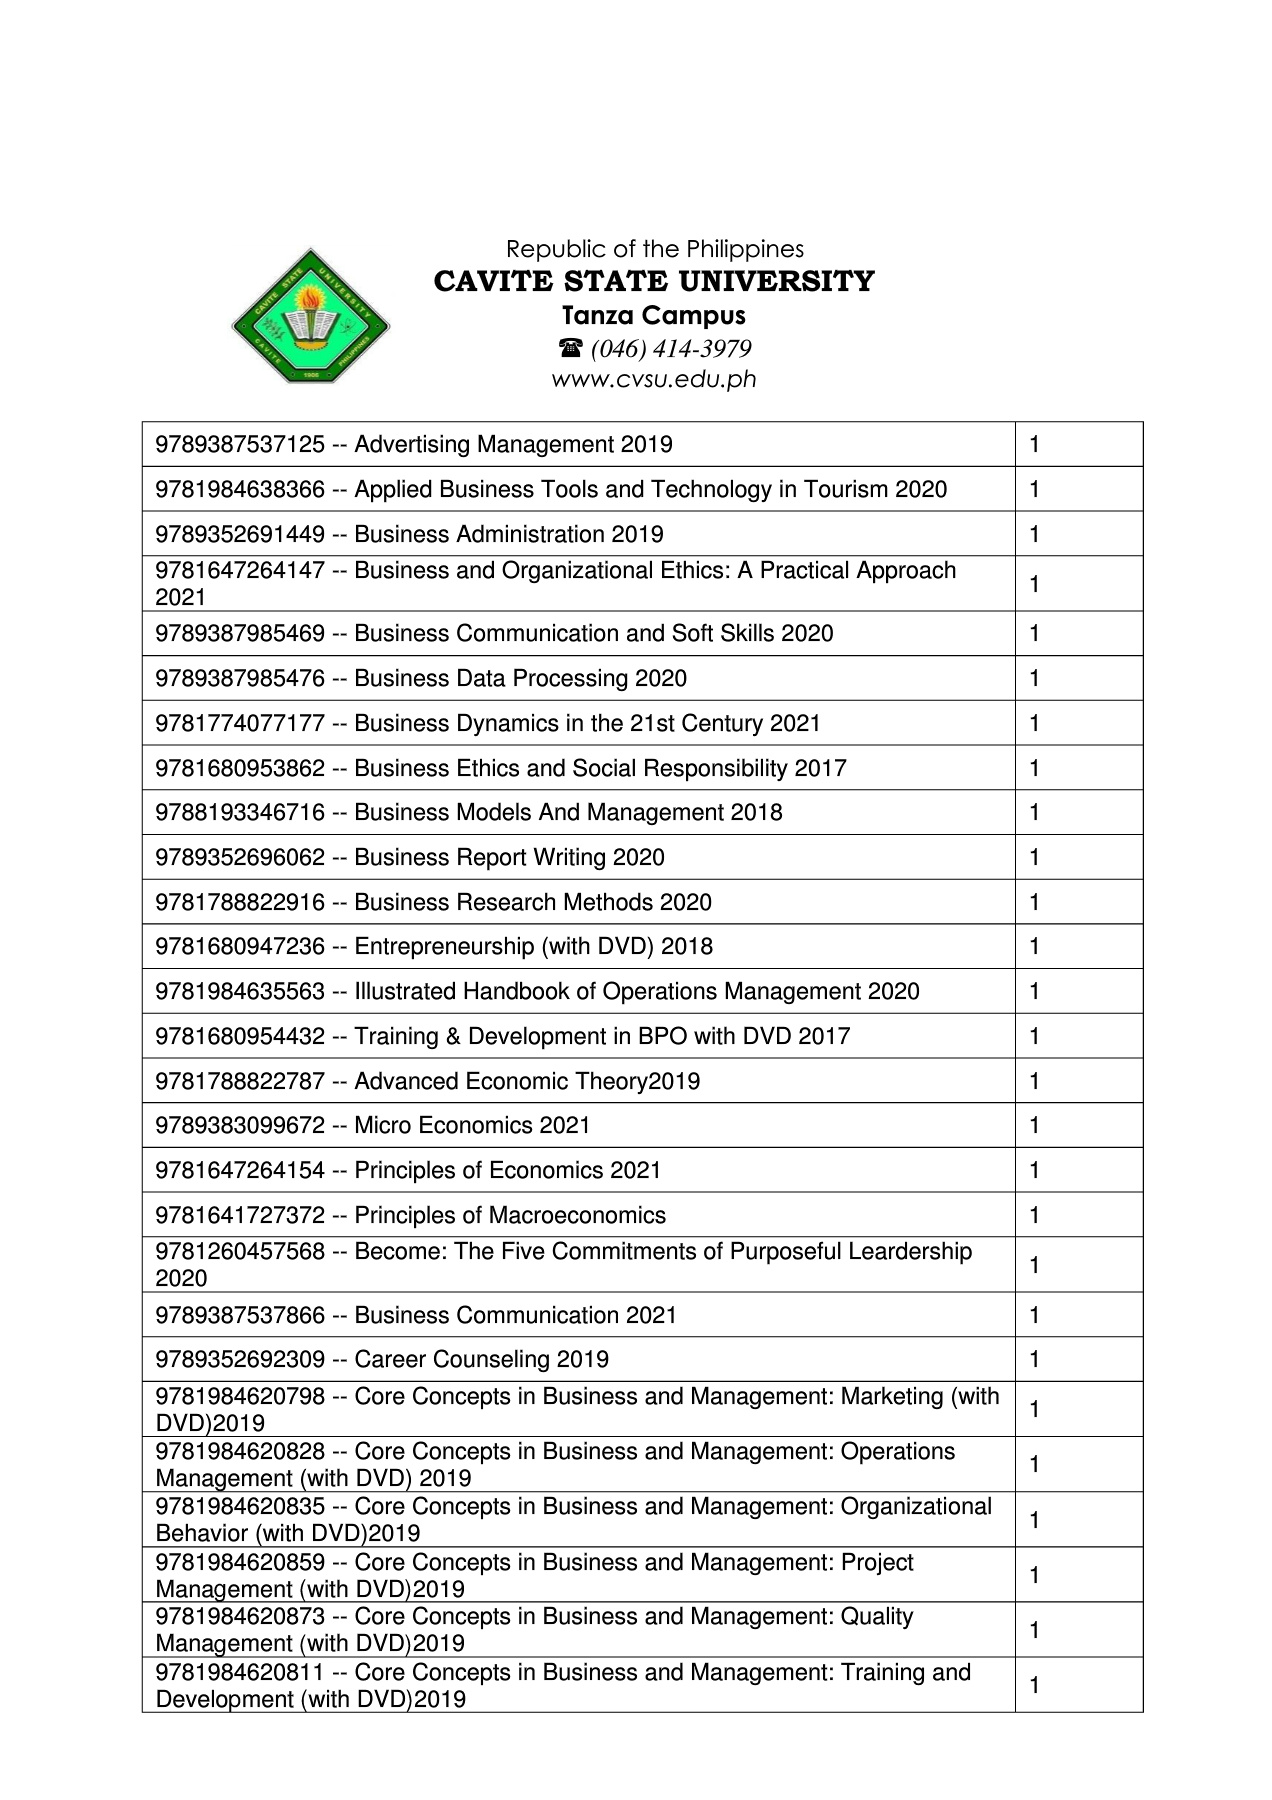 Republic of the Philippines
CAVITE STATE UNIVERSITY
Tanza Campus
☎ (046) 414-3979
www.cvsu.edu.ph
CAVITE STATE UNIVERSITY
CAVITE PHILIPPINES
1906
9789387537125 -- Advertising Management 2019 1
9781984638366 -- Applied Business Tools and Technology in Tourism 2020 1
9789352691449 -- Business Administration 2019 1
9781647264147 -- Business and Organizational Ethics: A Practical Approach
2021 1
9789387985469 -- Business Communication and Soft Skills 2020 1
9789387985476 -- Business Data Processing 2020 1
9781774077177 -- Business Dynamics in the 21st Century 2021 1
9781680953862 -- Business Ethics and Social Responsibility 2017 1
9788193346716 -- Business Models And Management 2018 1
9789352696062 -- Business Report Writing 2020 1
9781788822916 -- Business Research Methods 2020 1
9781680947236 -- Entrepreneurship (with DVD) 2018 1
9781984635563 -- Illustrated Handbook of Operations Management 2020 1
9781680954432 -- Training & Development in BPO with DVD 2017 1
9781788822787 -- Advanced Economic Theory2019 1
9789383099672 -- Micro Economics 2021 1
9781647264154 -- Principles of Economics 2021 1
9781641727372 -- Principles of Macroeconomics 1
9781260457568 -- Become: The Five Commitments of Purposeful Leardership
2020 1
9789387537866 -- Business Communication 2021 1
9789352692309 -- Career Counseling 2019 1
9781984620798 -- Core Concepts in Business and Management: Marketing (with
DVD)2019 1
9781984620828 -- Core Concepts in Business and Management: Operations
Management (with DVD) 2019 1
9781984620835 -- Core Concepts in Business and Management: Organizational
Behavior (with DVD)2019 1
9781984620859 -- Core Concepts in Business and Management: Project
Management (with DVD)2019 1
9781984620873 -- Core Concepts in Business and Management: Quality
Management (with DVD)2019 1
9781984620811 -- Core Concepts in Business and Management: Training and
Development (with DVD)2019 1